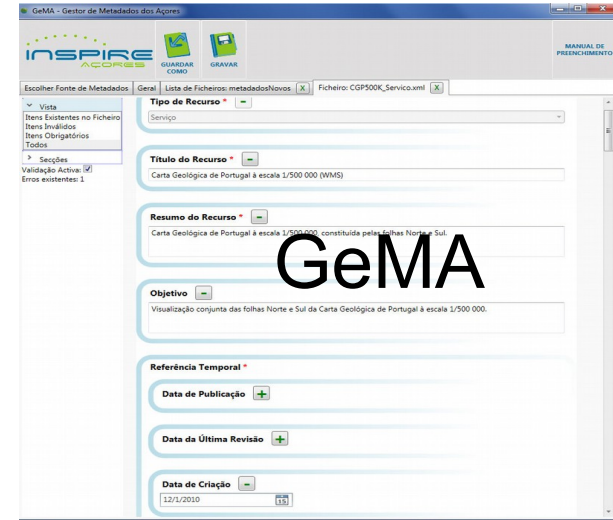 GeMA - Gestor de Metadados dos Açores
INSPIRE
AÇORES
GUARDAR COMO
GRAVAR
MANUAL DE PREENCHIMENTO
Escolher Fonte de Metadados
Geral
Lista de Ficheiros: metadadosNovos X
Ficheiro: CGP500K_Servico.xml X
Vista
Itens Existentes no Ficheiro
Itens Inválidos
Itens Obrigatórios
Todos
Secções
Validação Activa:
Erros existentes: 1
Tipo de Recurso * -
Serviço
Título do Recurso * -
Carta Geológica de Portugal à escala 1/500 000 (WMS)
Resumo do Recurso * -
Carta Geológica de Portugal à escala 1/500 000, constituída pelas folhas Norte e Sul.
GeMA
Objetivo -
Visualização conjunta das folhas Norte e Sul da Carta Geológica de Portugal à escala 1/500 000.
Referência Temporal *
Data de Publicação +
Data da Última Revisão +
Data de Criação -
12/1/2010 15